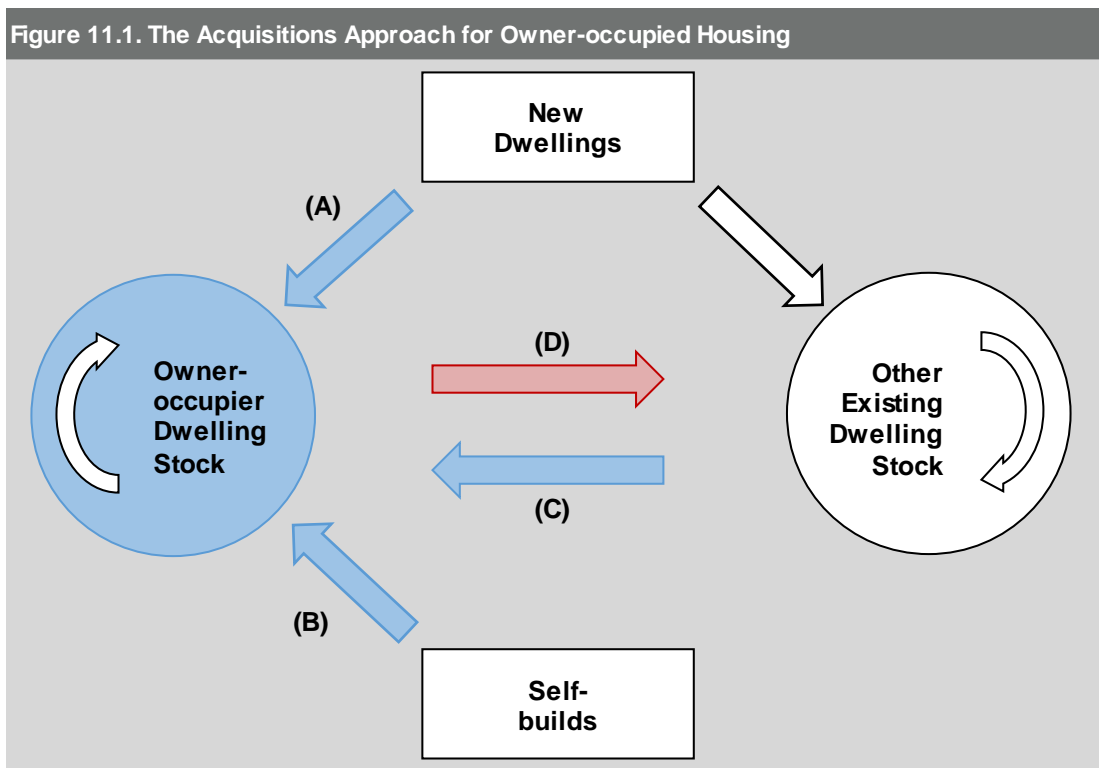 Figure 11.1. The Acquisitions Approach for Owner-occupied Housing
New
Dwellings
(A)
(D)
Owner-
occupier
Dwelling
Stock
Other
Existing
Dwelling
Stock
(C)
(B)
Self-
builds